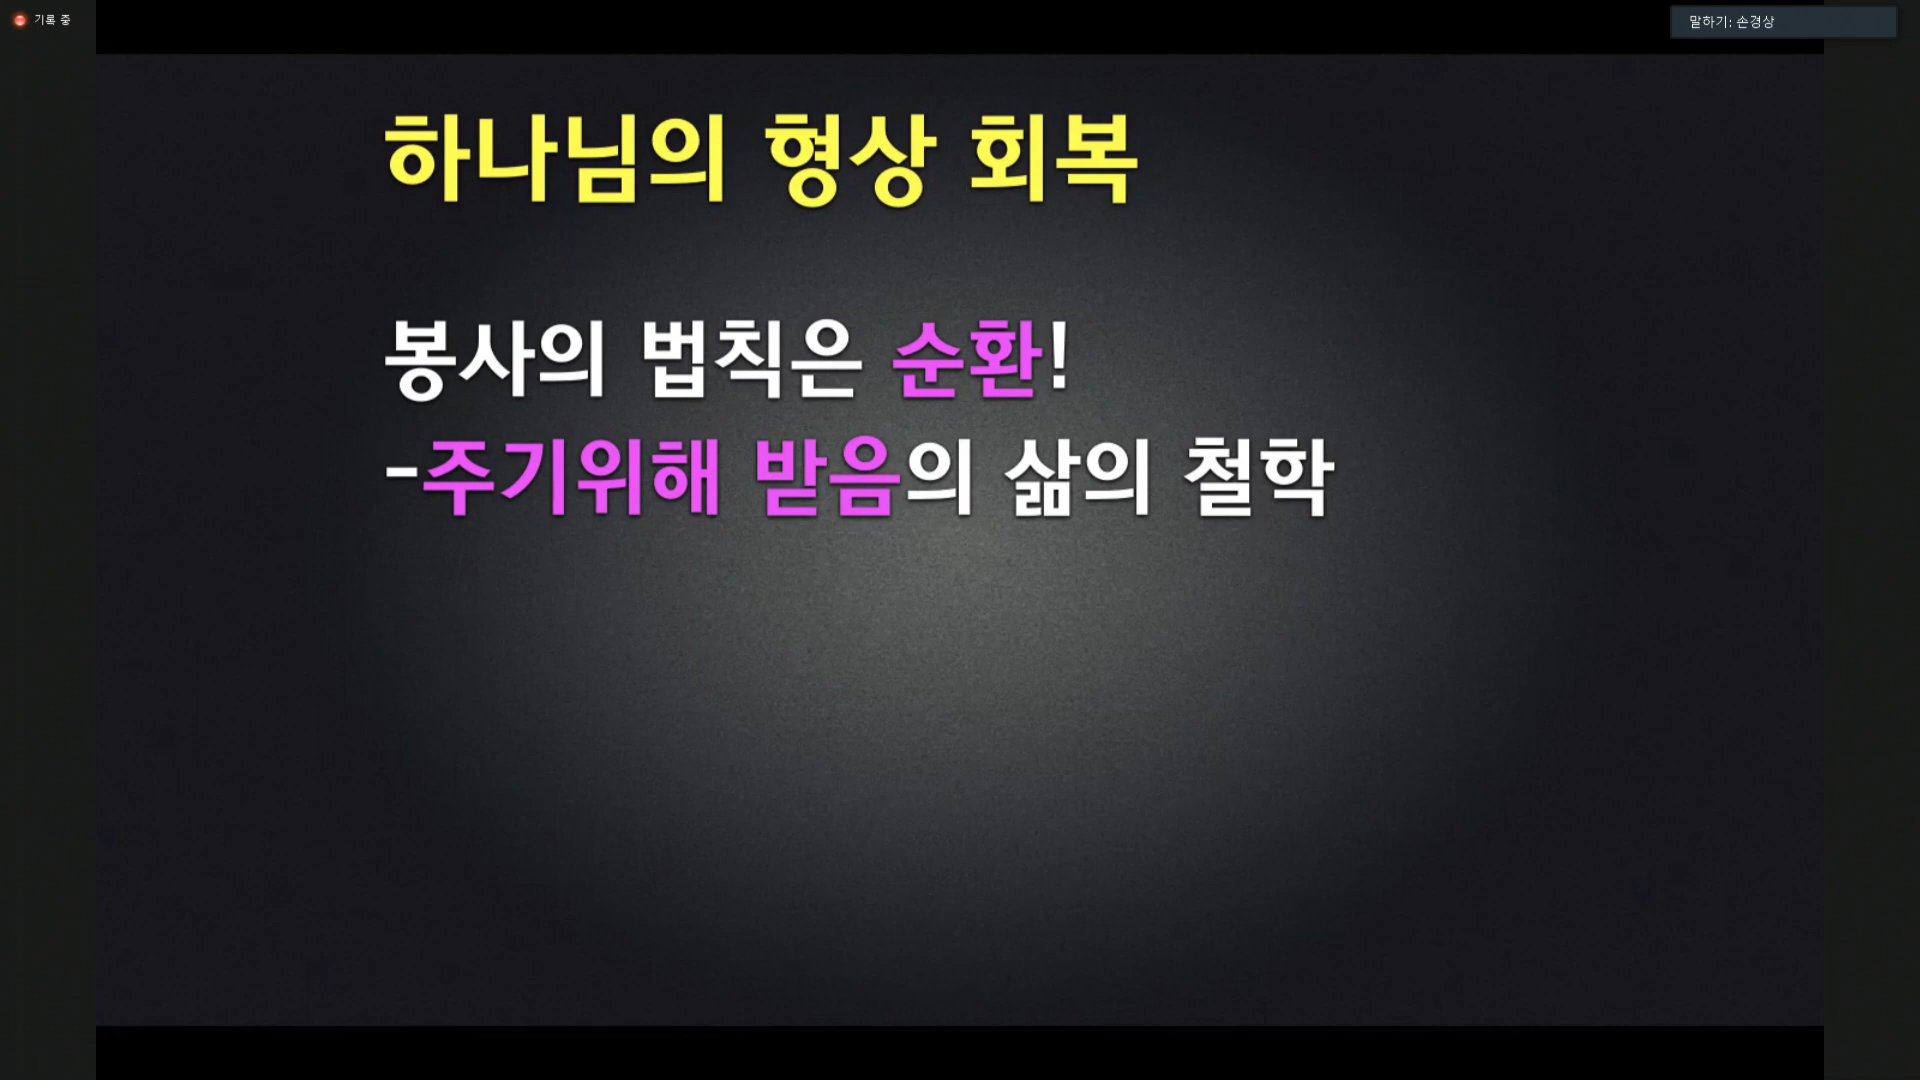 기록 중
말하기: 손경상
하나님의 형상 회복
봉사의 법칙은 순환!
-주기위해 받음의 삶의 철학